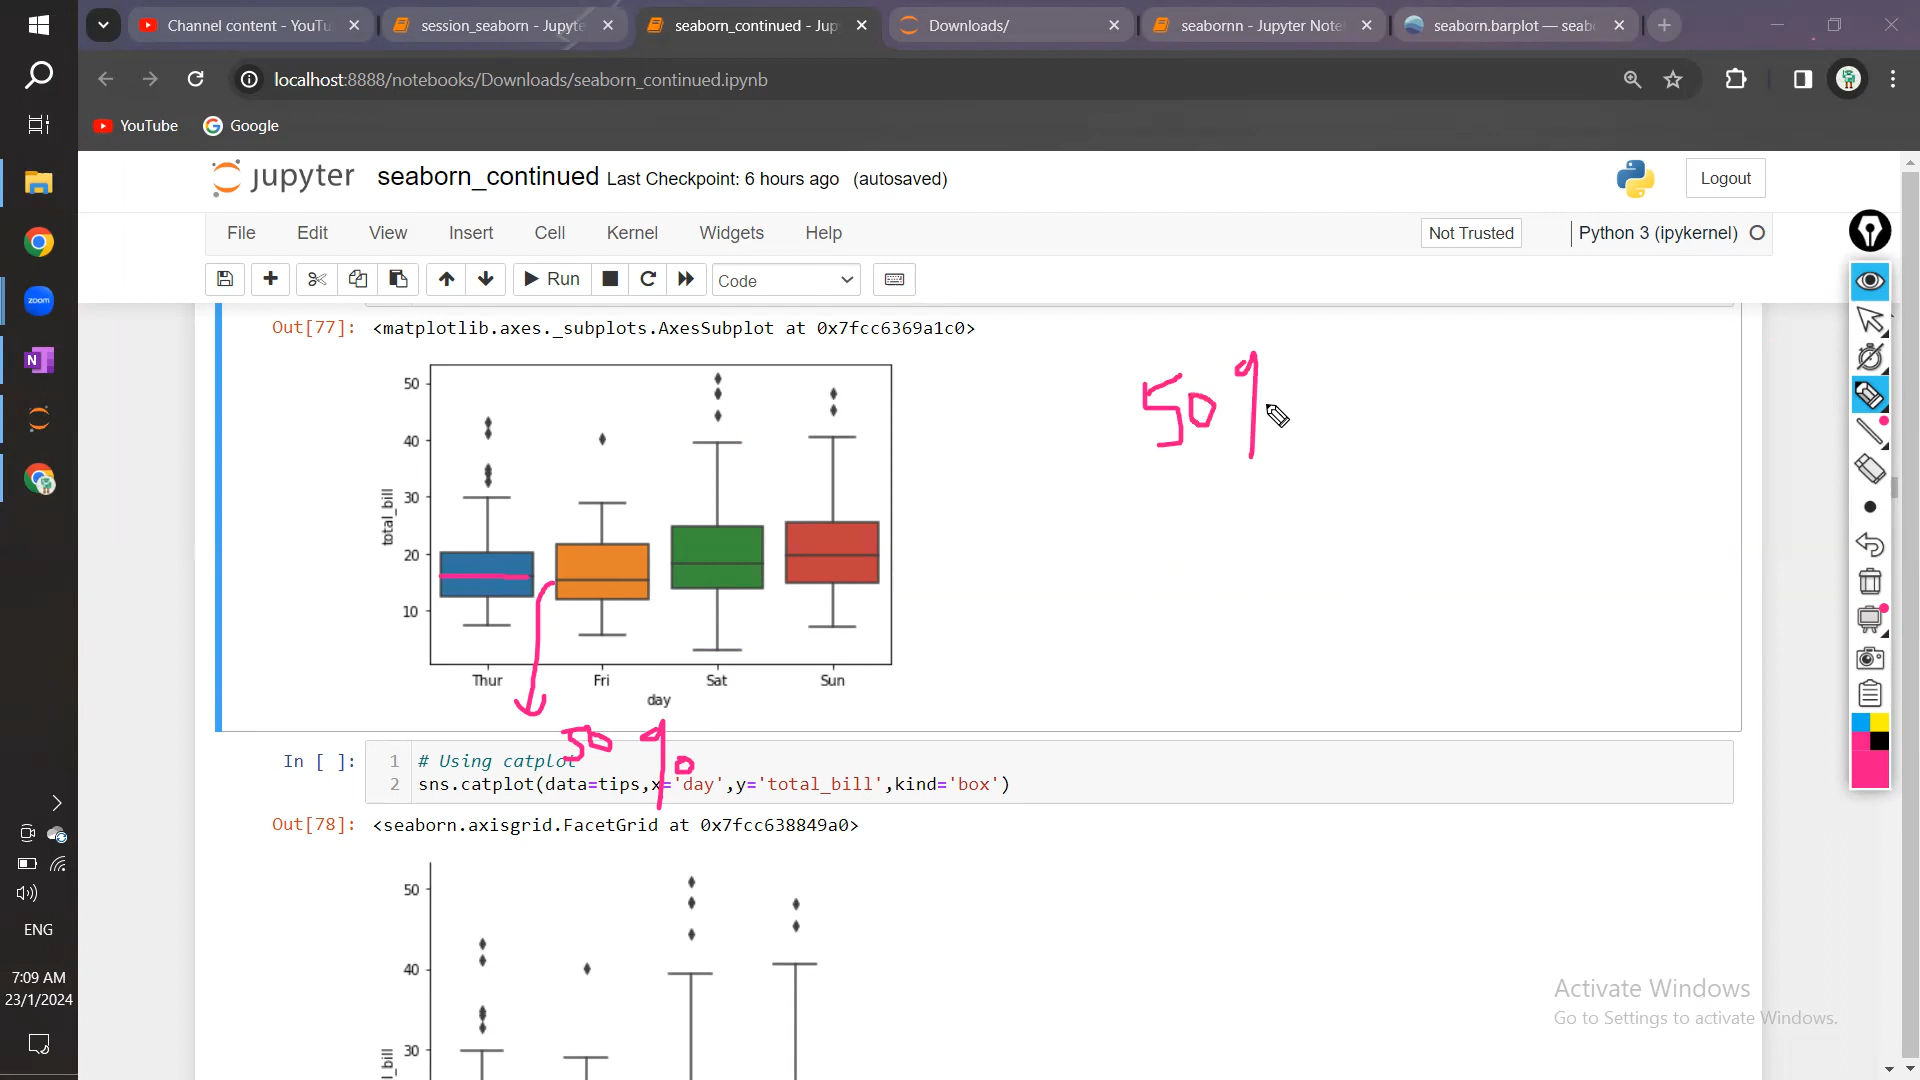 Channel content - YouTu
session_seaborn - Jupyte
seaborn_continued - Jup
Downloads/
seabornn - Jupyter Note
seaborn.barplot — seab
localhost:8888/notebooks/Downloads/seaborn_continued.ipynb
YouTube
Google
jupyter seaborn_continued Last Checkpoint: 6 hours ago (autosaved)
Logout
File Edit View Insert Cell Kernel Widgets Help
Not Trusted
Python 3 (ipykernel)
Run
Code
zoom
N
Out[77]: <matplotlib.axes._subplots.AxesSubplot at 0x7fcc6369a1c0>
50
40
30
20
10
total_bill
Thur Fri Sat Sun
day
50 %
50
In [ ]: 1 # Using catplot
2 sns.catplot(data=tips,x='day',y='total_bill',kind='box')
Out[78]: <seaborn.axisgrid.FacetGrid at 0x7fcc638849a0>
50
40
30
l_bill
ENG
7:09 AM
23/1/2024
Activate Windows
Go to Settings to activate Windows.